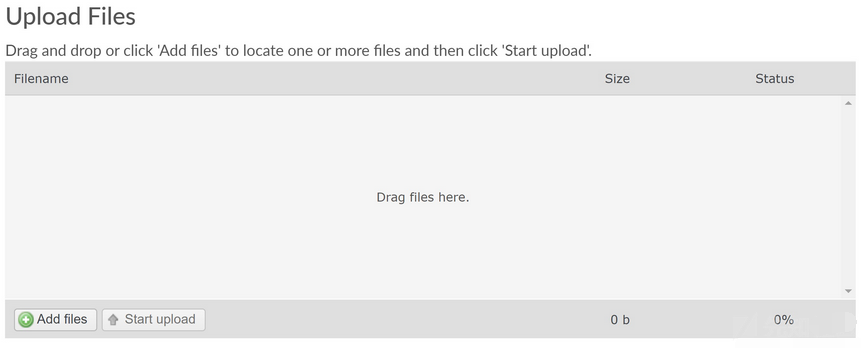 Upload Files
Drag and drop or click 'Add files' to locate one or more files and then click 'Start upload'.
Filename Size Status
Drag files here.
Add files Start upload 0 b 0%